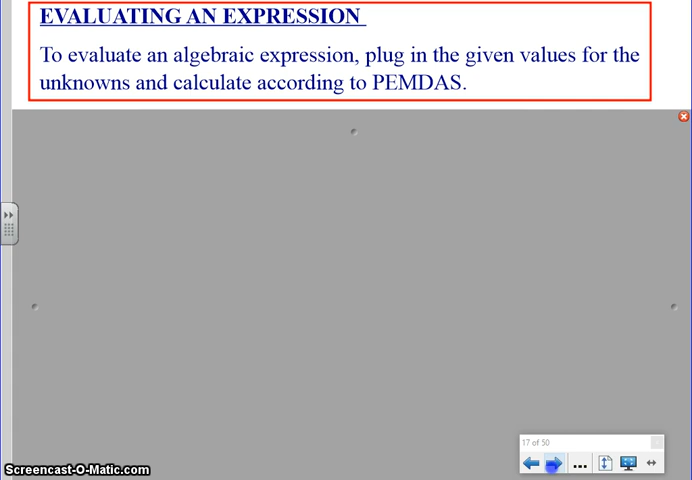 EVALUATING AN EXPRESSION
To evaluate an algebraic expression, plug in the given values for the
unknowns and calculate according to PEMDAS.
17 of 50
Screencast-O-Matic.com